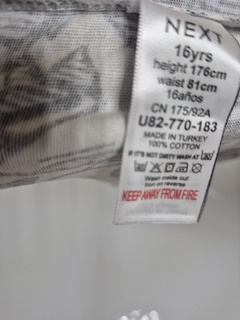 NEXT
16yrs
height 176cm
waist 81cm
16años
CN 175/92A
U82-770-183
MADE IN TURKEY
100% COTTON
IF IT'S NOT DIRTY WASH AT
Wash inside out
Iron on reverse
KEEP AWAY FROM FIRE